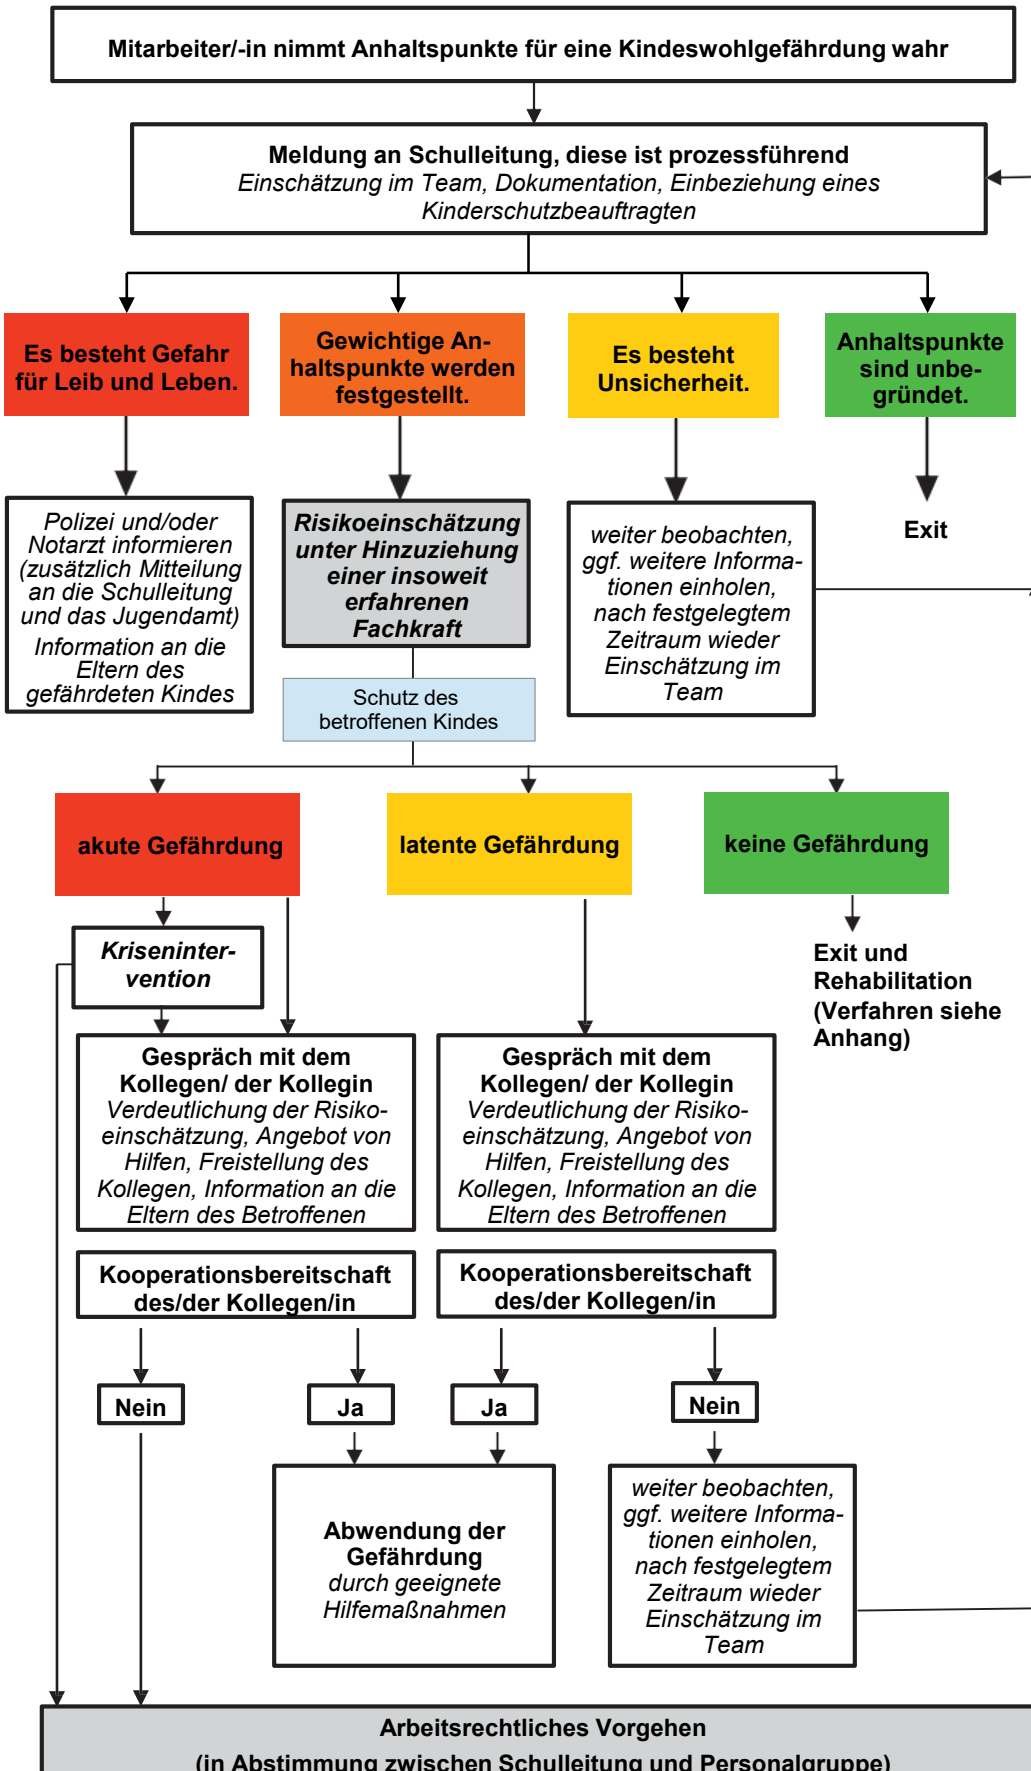 Mitarbeiter/-in nimmt Anhaltspunkte für eine Kindeswohlgefährdung wahr
Meldung an Schulleitung, diese ist prozessführend
Einschätzung im Team, Dokumentation, Einbeziehung eines
Kinderschutzbeauftragten
Es besteht Gefahr
für Leib und Leben.
Gewichtige An-
haltspunkte werden
festgestellt.
Es besteht
Unsicherheit.
Anhaltspunkte
sind unbe-
gründet.
Polizei und/oder
Notarzt informieren
(zusätzlich Mitteilung
an die Schulleitung
und das Jugendamt)
Information an die
Eltern des
gefährdeten Kindes
Risikoeinschätzung
unter Hinzuziehung
einer insoweit
erfahrenen
Fachkraft
weiter beobachten,
ggf. weitere Informa-
tionen einholen,
nach festgelegtem
Zeitraum wieder
Einschätzung im
Team
Exit
Schutz des
betroffenen Kindes
akute Gefährdung
latente Gefährdung
keine Gefährdung
Kriseninter-
vention
Exit und
Rehabilitation
(Verfahren siehe
Anhang)
Gespräch mit dem
Kollegen/ der Kollegin
Verdeutlichung der Risiko-
einschätzung, Angebot von
Hilfen, Freistellung des
Kollegen, Information an die
Eltern des Betroffenen
Gespräch mit dem
Kollegen/ der Kollegin
Verdeutlichung der Risiko-
einschätzung, Angebot von
Hilfen, Freistellung des
Kollegen, Information an die
Eltern des Betroffenen
Kooperationsbereitschaft
des/der Kollegen/in
Kooperationsbereitschaft
des/der Kollegen/in
Nein
Ja
Ja
Nein
Abwendung der
Gefährdung
durch geeignete
Hilfemaßnahmen
weiter beobachten,
ggf. weitere Informa-
tionen einholen,
nach festgelegtem
Zeitraum wieder
Einschätzung im
Team
Arbeitsrechtliches Vorgehen
(in Abstimmung zwischen Schulleitung und Personalgruppe)